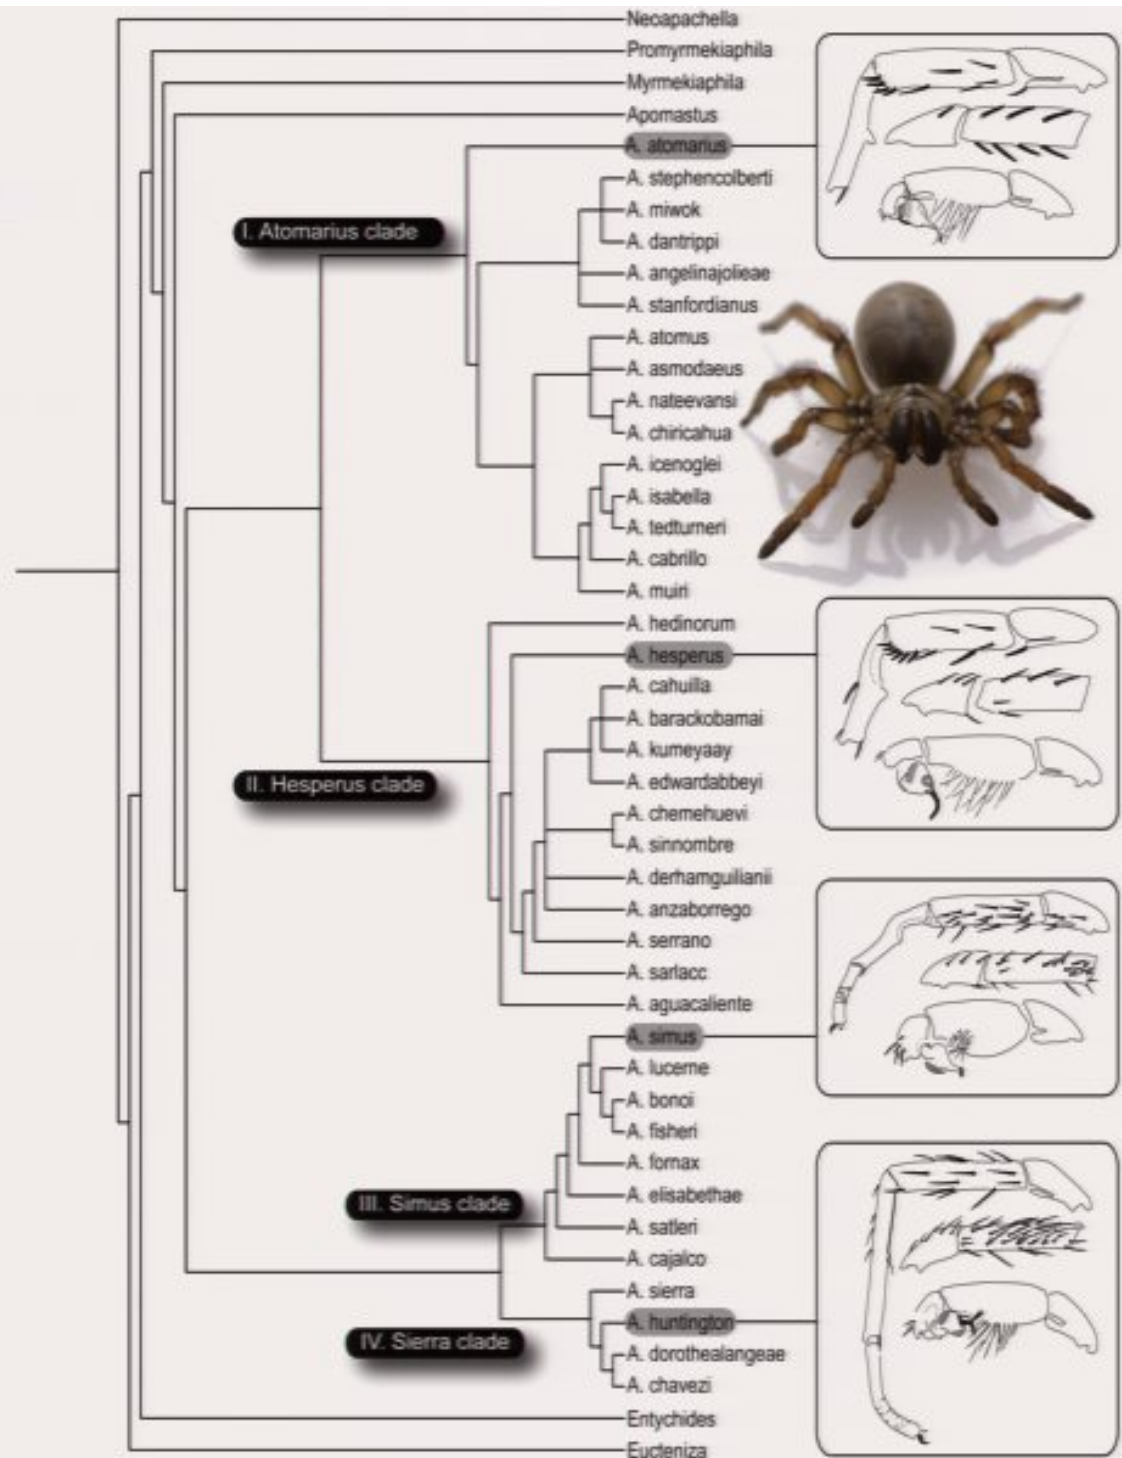 Neoapachella
Promyrmekiaphila
Myrmekiaphila
Apomastus
A. atomarius
A. stephencolberti
I. Atomarius clade
A. miwok
A. dantrippi
A. angelinajolieae
A. stanfordianus
A. atomus
A. asmodaeus
A. nateevansi
A. chiricahua
A. icenoglei
A. isabella
A. tedturneri
A. cabrillo
A. muiri
A. hedinorum
A. hesperus
A. cahuilla
A. barackobamai
A. kumeyaay
II. Hesperus clade
A. edwardabbeyi
A. chemehuevi
A. sinnombre
A. derhamguilianii
A. anzaborrego
A. serrano
A. sarlacc
A. aguacaliente
A. simus
A. lucerne
A. bonoi
A. fisheri
A. fornax
A. elisabethae
III. Simus clade
A. satleri
A. cajalco
A. sierra
A. huntington
IV. Sierra clade
A. dorothealangeae
A. chavezi
Entychides
Eucteniza